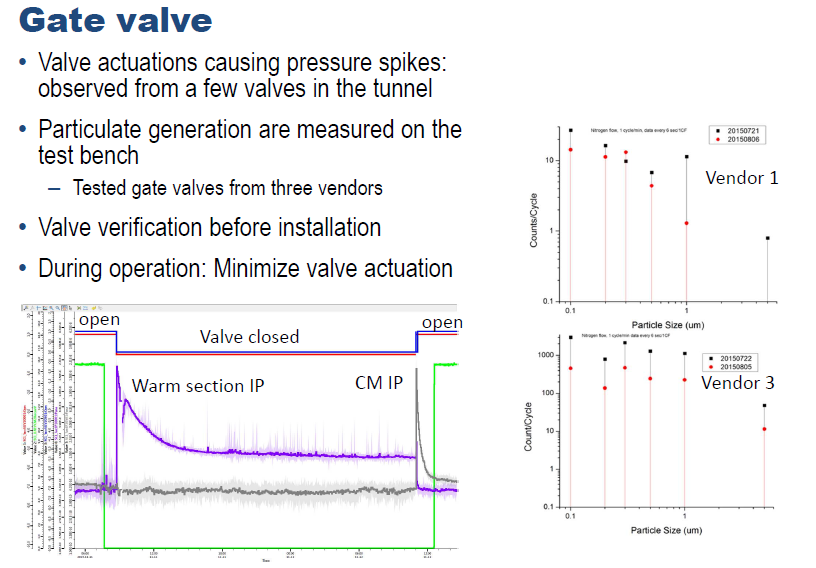 Gate valve
• Valve actuations causing pressure spikes:
observed from a few valves in the tunnel
• Particulate generation are measured on the
test bench
– Tested gate valves from three vendors
• Valve verification before installation
• During operation: Minimize valve actuation
open
Valve closed
open
Warm section IP
CM IP
Time
Nitrogen flow, 1 cycle/min, data every 6 sec/1CF
20150721
20150806
Vendor 1
Counts/Cycle
10
1
0.1
0.1
1
Particle Size (um)
Nitrogen flow, 1 cycle/min data every 6 sec/1CF
20150722
20150805
Vendor 3
Count/Cycle
1000
100
10
1
0.1
0.1
1
Particle Size (um)